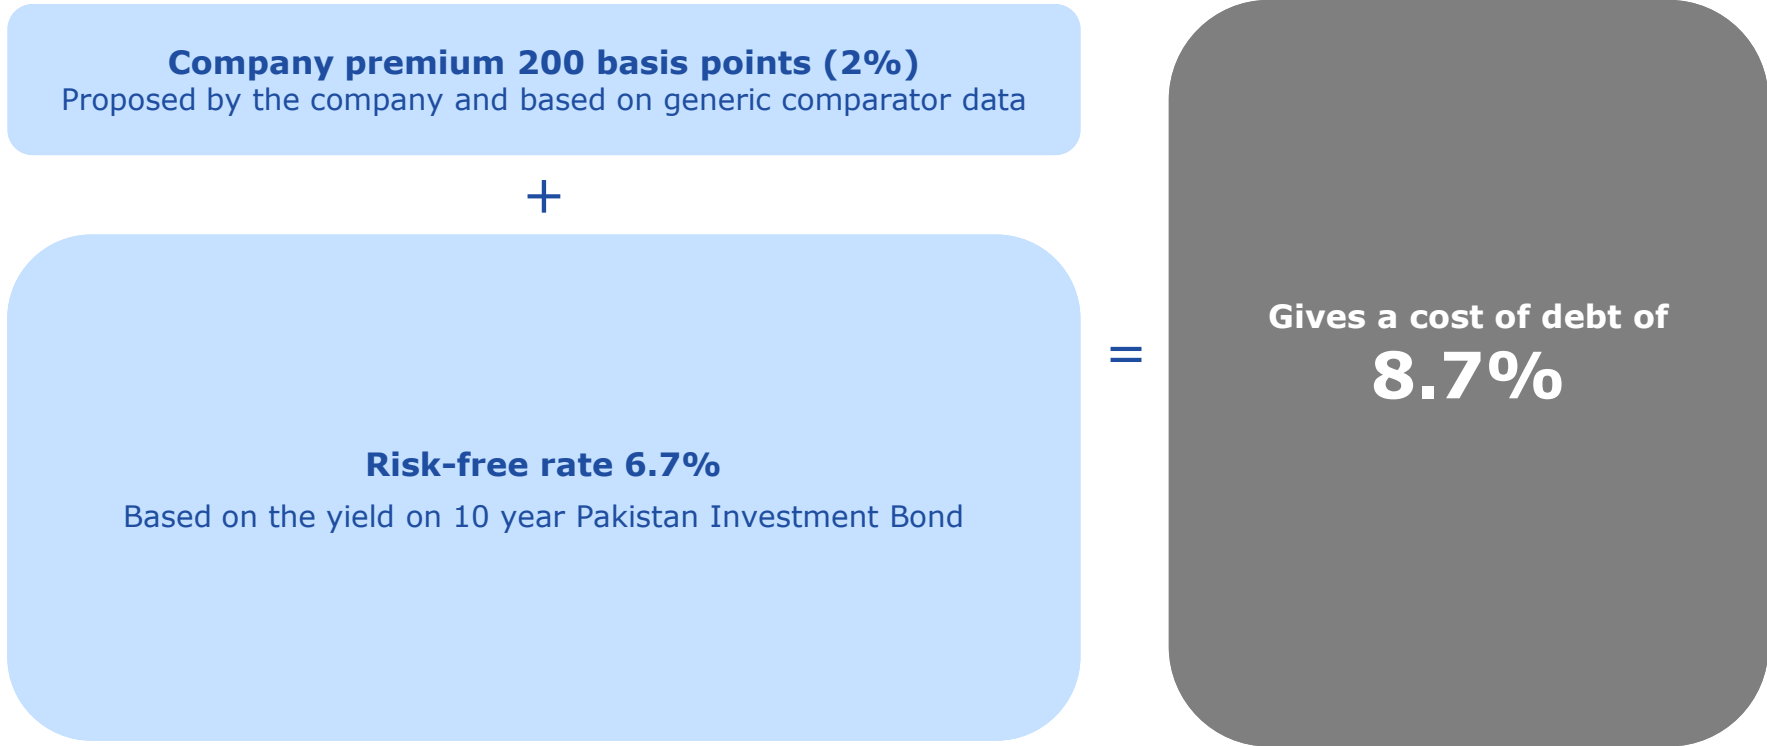 Company premium 200 basis points (2%)
Proposed by the company and based on generic comparator data
+
Risk-free rate 6.7%
Based on the yield on 10 year Pakistan Investment Bond
=
Gives a cost of debt of
8.7%